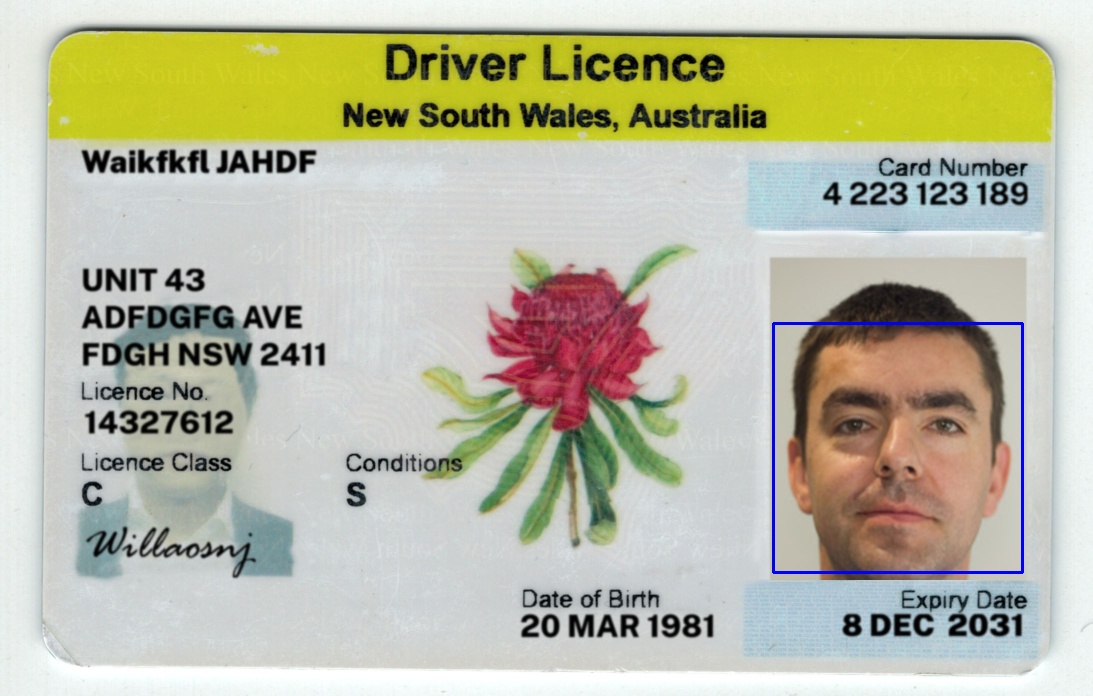 Driver Licence
New South Wales, Australia
Waikfkfl JAHDF
Card Number
4 223 123 189
UNIT 43
ADFDGFG AVE
FDGH NSW 2411
Licence No.
14327612
Licence Class
C
Conditions
S
Willaosnj
Date of Birth
20 MAR 1981
Expiry Date
8 DEC 2031